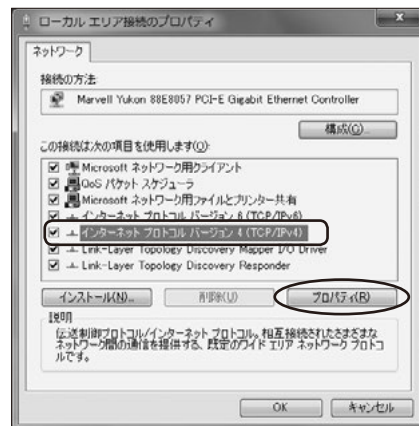 ローカル エリア接続のプロパティ
ネットワーク
接続の方法:
Marvell Yukon 88E8057 PCI-E Gigabit Ethernet Controller
構成(C)...
この接続は次の項目を使用します(O):
Microsoft ネットワーク用クライアント
QoS パケット スケジューラ
Microsoft ネットワーク用ファイルとプリンター共有
インターネット プロトコル バージョン 6 (TCP/IPv6)
インターネット プロトコル バージョン 4 (TCP/IPv4)
Link-Layer Topology Discovery Mapper I/O Driver
Link-Layer Topology Discovery Responder
インストール(N)... 削除(U) プロパティ(R)
説明
伝送制御プロトコル/インターネット プロトコル。相互接続されたさまざまな
ネットワーク間の通信を提供する、既定のワイド エリア ネットワーク プロトコ
ルです。
OK キャンセル